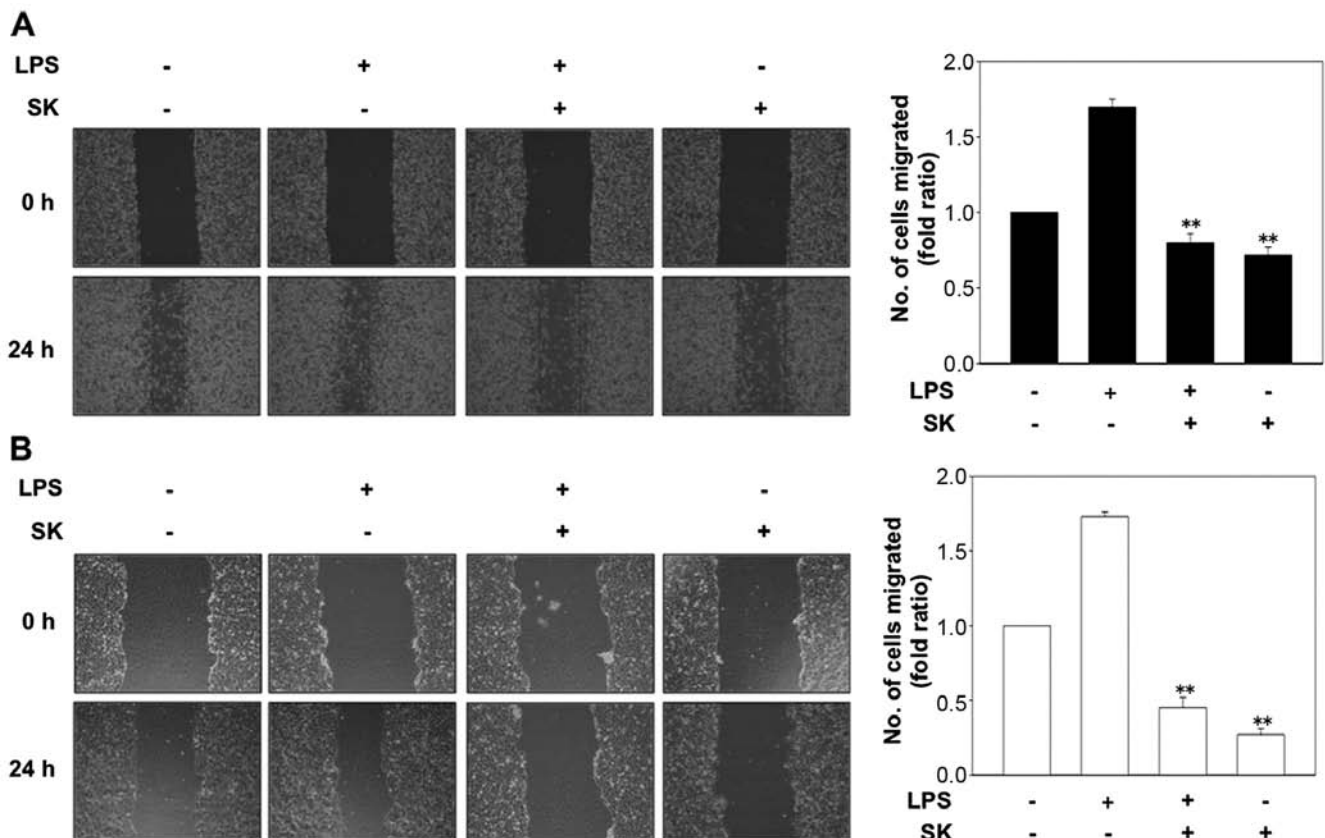 A
LPS - + + -
SK - - + +
0 h
24 h
No. of cells migrated
(fold ratio)
2.0
1.5
1.0
0.5
0.0
** **
LPS - + + -
SK - - + +
B
LPS - + + -
SK - - + +
0 h
24 h
No. of cells migrated
(fold ratio)
2.0
1.5
1.0
0.5
0.0
** **
LPS - + + -
SK - - + +